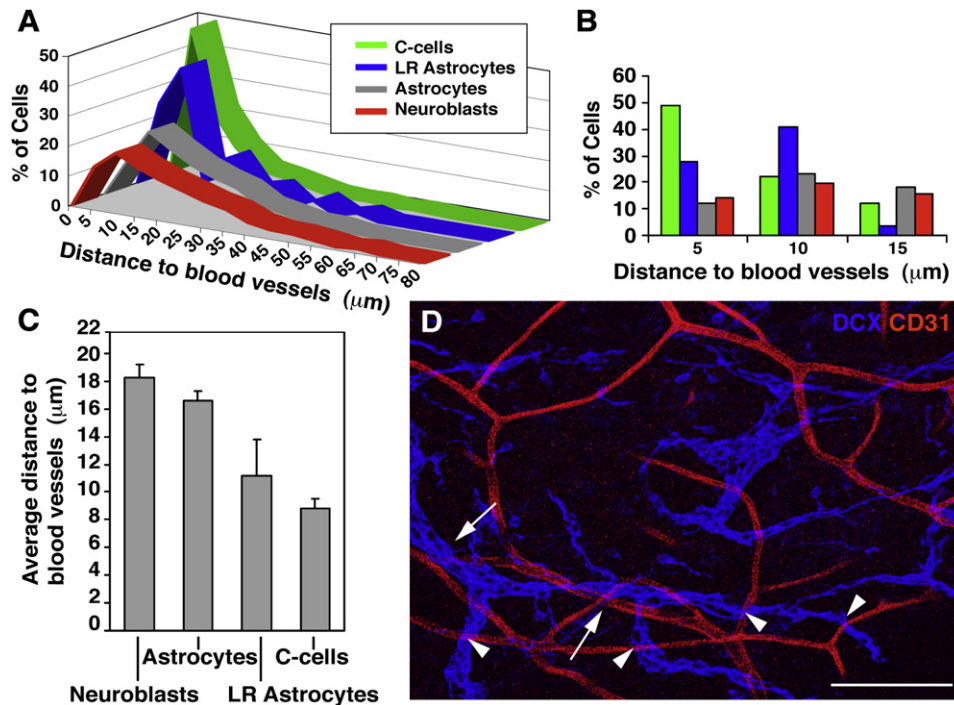 A
% of Cells
50
40
30
20
10
0
0
5
10
15
20
25
30
35
40
45
50
55
60
65
70
75
80
Distance to blood vessels (μm)
C-cells
LR Astrocytes
Astrocytes
Neuroblasts
B
% of Cells
60
50
40
30
20
10
0
5
10
15
Distance to blood vessels (μm)
C
Average distance to
blood vessels (μm)
22
20
18
16
14
12
10
8
6
4
2
0
Astrocytes
C-cells
Neuroblasts
LR Astrocytes
D
DCX CD31